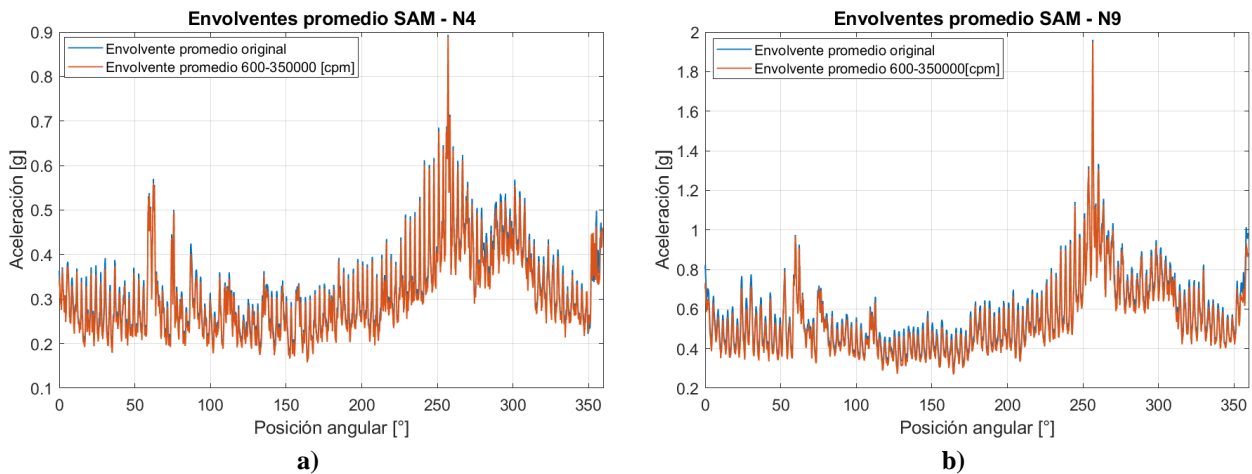 Envolventes promedio SAM - N4
Envolvente promedio original
Envolvente promedio 600-350000 [cpm]
Aceleración [g]
0.9
0.8
0.7
0.6
0.5
0.4
0.3
0.2
0.1
0 50 100 150 200 250 300 350
Posición angular [°]
a)
Envolventes promedio SAM - N9
Envolvente promedio original
Envolvente promedio 600-350000[cpm]
Aceleración [g]
2
1.8
1.6
1.4
1.2
1
0.8
0.6
0.4
0.2
0 50 100 150 200 250 300 350
Posición angular [°]
b)